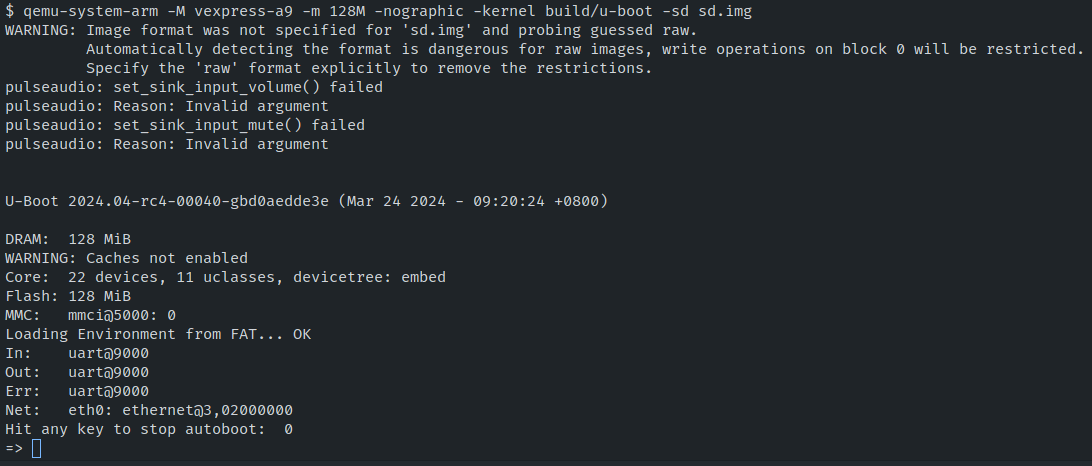 $ qemu-system-arm -M vexpress-a9 -m 128M -nographic -kernel build/u-boot -sd sd.img
WARNING: Image format was not specified for 'sd.img' and probing guessed raw.
         Automatically detecting the format is dangerous for raw images, write operations on block 0 will be restricted.
         Specify the 'raw' format explicitly to remove the restrictions.
pulseaudio: set_sink_input_volume() failed
pulseaudio: Reason: Invalid argument
pulseaudio: set_sink_input_mute() failed
pulseaudio: Reason: Invalid argument
U-Boot 2024.04-rc4-00040-gbd0aedde3e (Mar 24 2024 - 09:20:24 +0800)
DRAM:  128 MiB
WARNING: Caches not enabled
Core:  22 devices, 11 uclasses, devicetree: embed
Flash: 128 MiB
MMC:   mmci@5000: 0
Loading Environment from FAT... OK
In:    uart@9000
Out:   uart@9000
Err:   uart@9000
Net:   eth0: ethernet@3,02000000
Hit any key to stop autoboot:  0
=>